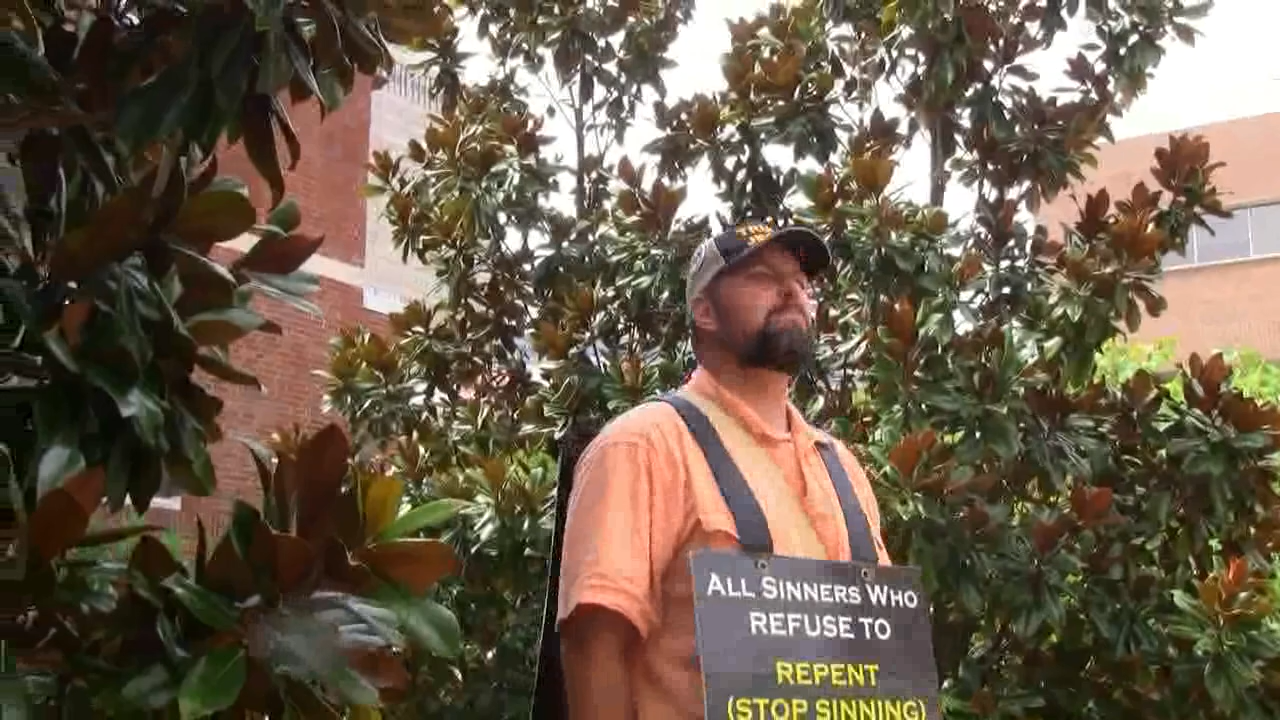 ALL SINNERS WHO
REFUSE TO
REPENT
(STOP SINNING)